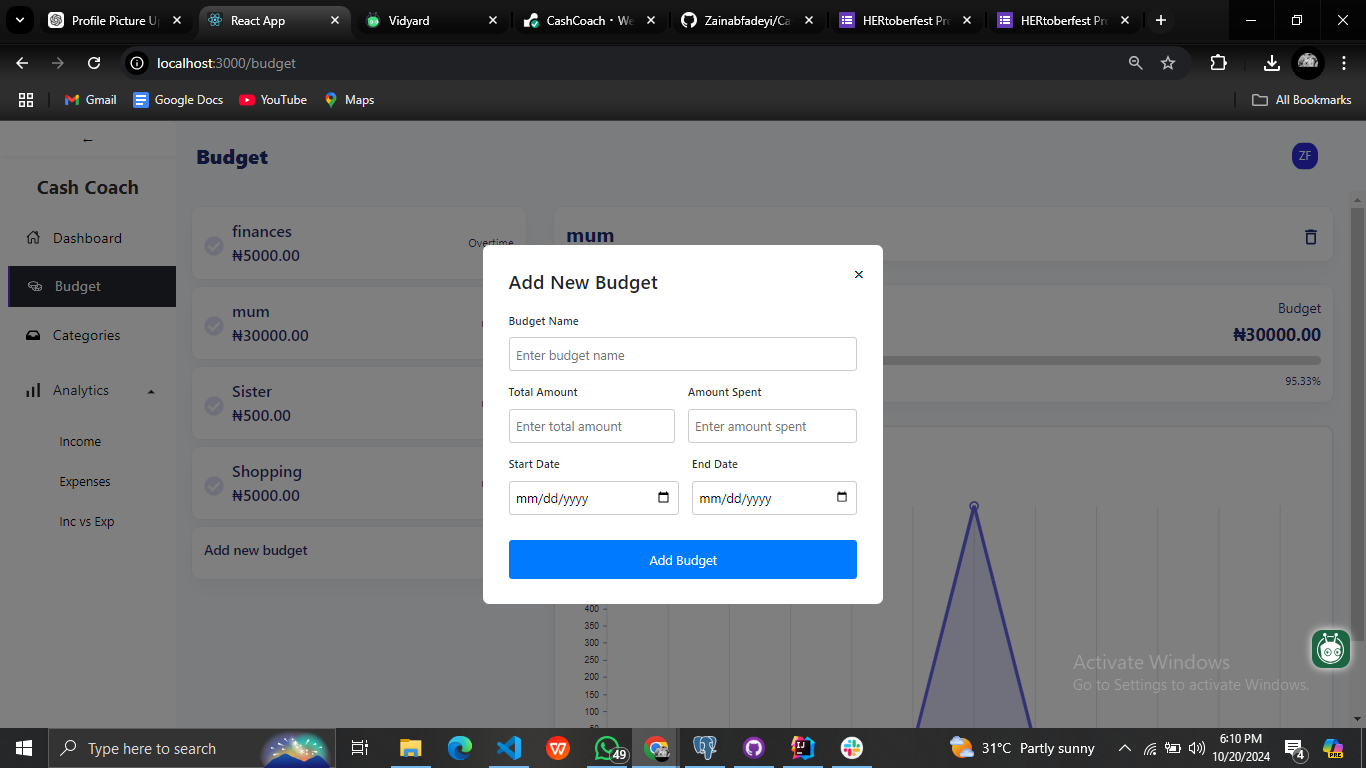 Profile Picture U
React App
Vidyard
CashCoach • We
Zainabfadeyi/Ca
HERtoberfest Pr
HERtoberfest Pr
localhost:3000/budget
Gmail
Google Docs
YouTube
Maps
All Bookmarks
←
Cash Coach
Dashboard
Budget
Categories
Analytics
Income
Expenses
Inc vs Exp
Budget
ZF
finances
₦5000.00
Overtime
mum
₦30000.00
Sister
₦500.00
Shopping
₦5000.00
Add new budget
mum
Budget
₦30000.00
95.33%
400
350
300
250
200
150
100
50
Add New Budget
×
Budget Name
Enter budget name
Total Amount
Amount Spent
Enter total amount
Enter amount spent
Start Date
End Date
mm/dd/yyyy
mm/dd/yyyy
Add Budget
Activate Windows
Go to Settings to activate Windows.
Type here to search
49
31°C Partly sunny
6:10 PM
10/20/2024
4
PRE